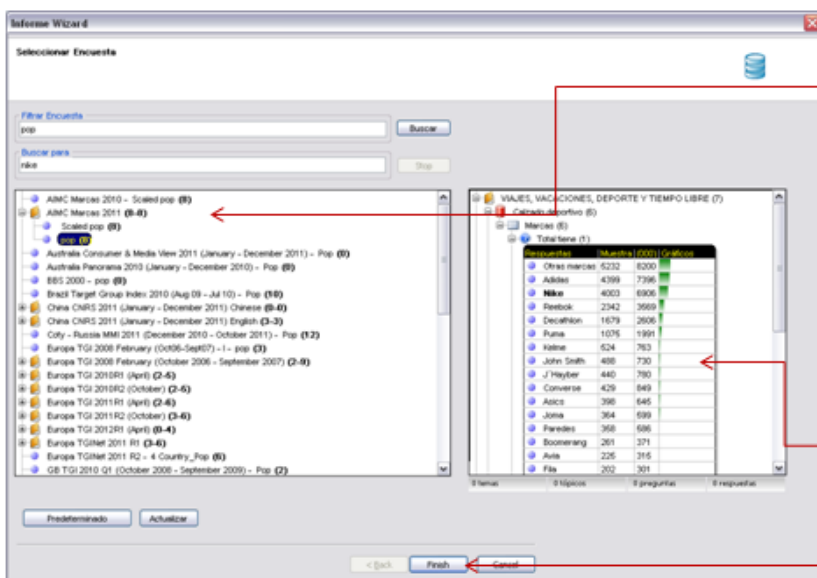 Informe Wizard
Seleccionar Encuesta
Filtrar Encuesta
pop
Buscar
Buscar para
nike
Stop
AIMC Marcas 2010 - Scaled pop (8)
AIMC Marcas 2011 (8-8)
Scaled pop (8)
pop (8)
Australia Consumer & Media View 2011 (January - December 2011) - Pop (0)
Australia Panorama 2010 (January - December 2010) - Pop (0)
BBS 2000 - pop (0)
Brazil Target Group Index 2010 (Aug 09 - Jul 10) - Pop (10)
China CNRS 2011 (January - December 2011) Chinese (0-0)
China CNRS 2011 (January - December 2011) English (3-3)
Coty - Russia MMI 2011 (December 2010 - October 2011) - Pop (12)
Europa TGI 2008 February (Oct06-Sept07) - I - pop (3)
Europa TGI 2008 February (October 2006 - September 2007) (2-9)
Europa TGI 2010R1 (April) (2-5)
Europa TGI 2010R2 (October) (2-6)
Europa TGI 2011R1 (April) (2-6)
Europa TGI 2011R2 (October) (3-6)
Europa TGI 2012R1 (April) (0-4)
Europa TGINet 2011 R1 (3-6)
Europa TGINet 2011 R2 - 4 Country_Pop (6)
GB TGI 2010 Q1 (October 2008 - September 2009) - Pop (2)
VIAJES, VACACIONES, DEPORTE Y TIEMPO LIBRE (7)
Calzado deportivo (6)
Marcas (6)
Total tiene (1)
Respuestas Muestra (000) Gráficos
Otras marcas 5232 8200
Adidas 4399 7396
Nike 4003 6906
Reebok 2342 3669
Decathlon 1679 2606
Puma 1075 1991
Kelme 524 763
John Smith 488 730
J'Hayber 440 780
Converse 429 849
Asics 398 645
Joma 364 599
Paredes 358 586
Boomerang 261 371
Avia 225 315
Fila 202 301
0 temas 0 tópicos 0 preguntas 0 respuestas
Predeterminado Actualizar
< Back Finish Cancel